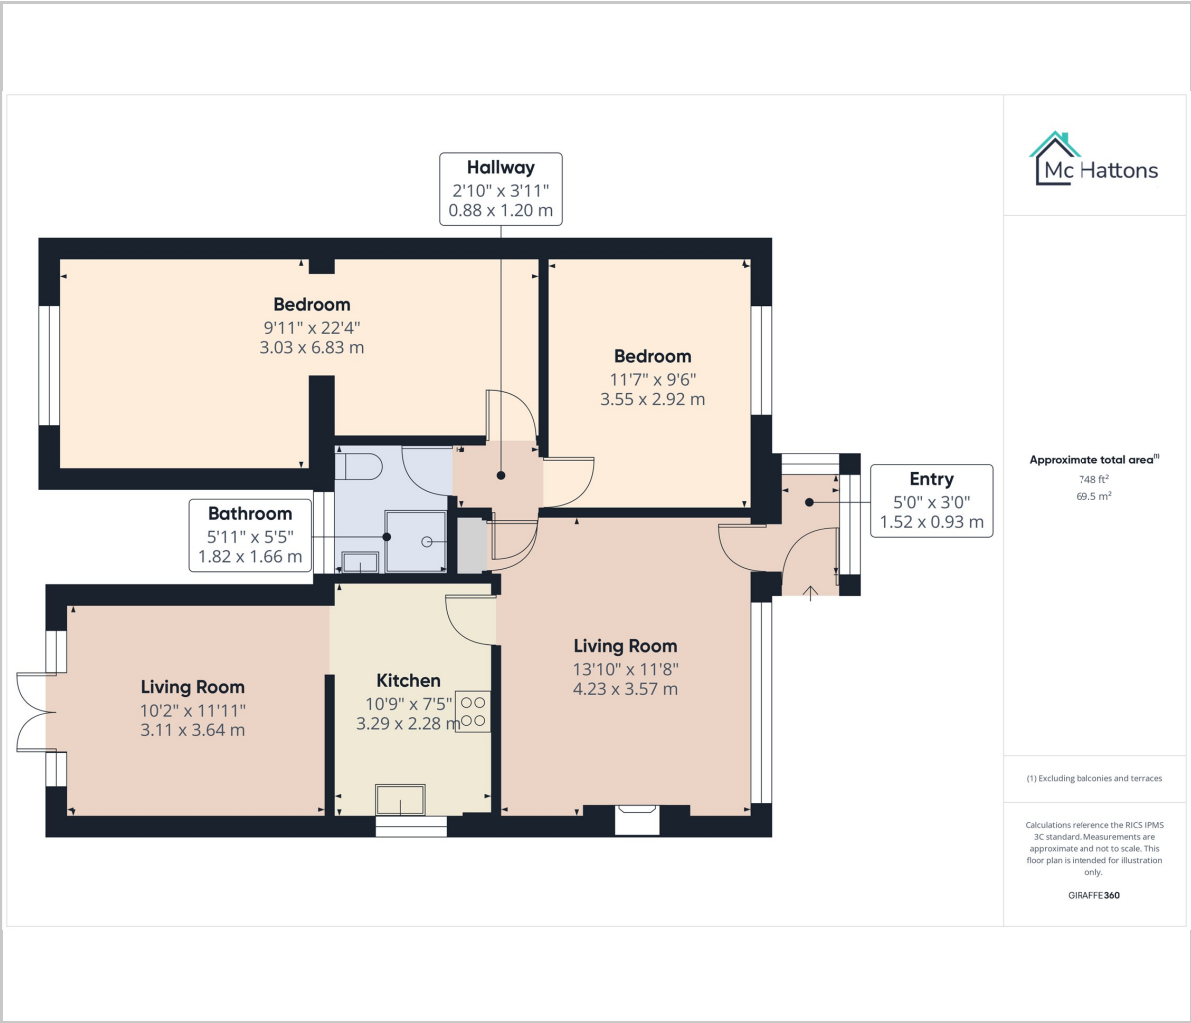 Hallway
2'10" x 3'11"
0.88 x 1.20 m
Bedroom
9'11" x 22'4"
3.03 x 6.83 m
Bedroom
11'7" x 9'6"
3.55 x 2.92 m
Entry
5'0" x 3'0"
1.52 x 0.93 m
Bathroom
5'11" x 5'5"
1.82 x 1.66 m
Living Room
13'10" x 11'8"
4.23 x 3.57 m
Living Room
10'2" x 11'11"
3.11 x 3.64 m
Kitchen
10'9" x 7'5"
3.29 x 2.28 m
Mc Hattons
Approximate total area⁽¹⁾
748 ft²
69.5 m²
(1) Excluding balconies and terraces
Calculations reference the RICS IPMS
3C standard. Measurements are
approximate and not to scale. This
floor plan is intended for illustration
only.
GIRAFFE360